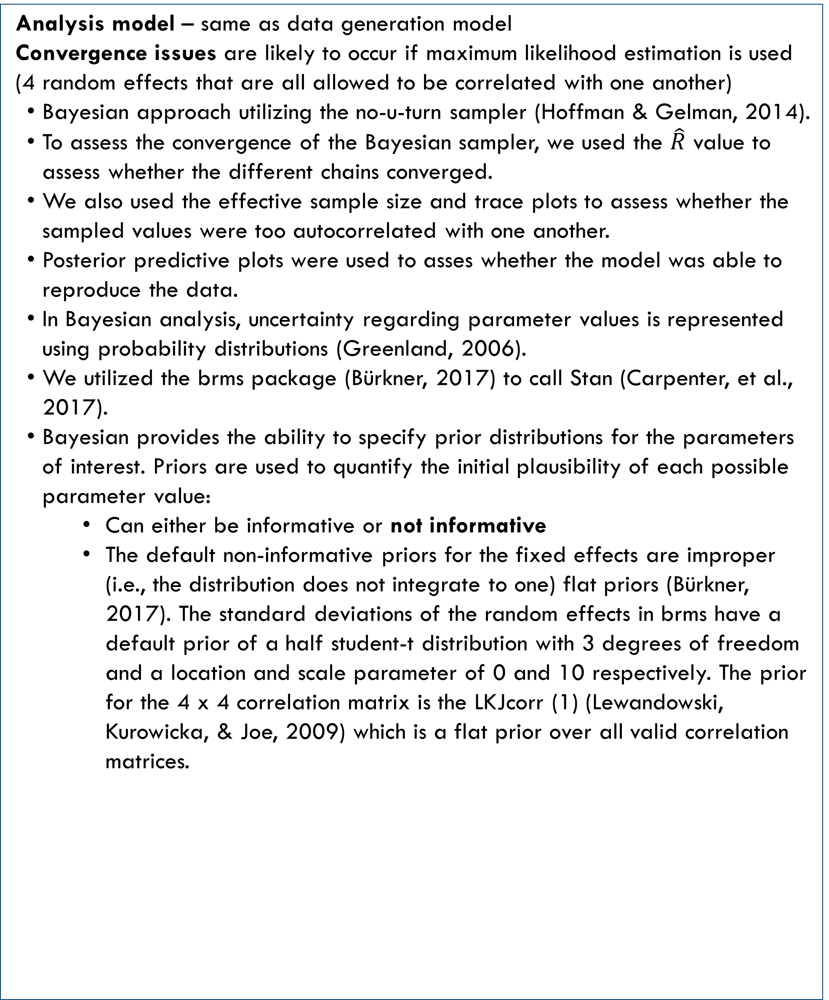 Analysis model – same as data generation model
Convergence issues are likely to occur if maximum likelihood estimation is used
(4 random effects that are all allowed to be correlated with one another)
• Bayesian approach utilizing the no-u-turn sampler (Hoffman & Gelman, 2014).
• To assess the convergence of the Bayesian sampler, we used the R̂ value to
assess whether the different chains converged.
• We also used the effective sample size and trace plots to assess whether the
sampled values were too autocorrelated with one another.
• Posterior predictive plots were used to asses whether the model was able to
reproduce the data.
• In Bayesian analysis, uncertainty regarding parameter values is represented
using probability distributions (Greenland, 2006).
• We utilized the brms package (Bürkner, 2017) to call Stan (Carpenter, et al.,
2017).
• Bayesian provides the ability to specify prior distributions for the parameters
of interest. Priors are used to quantify the initial plausibility of each possible
parameter value:
• Can either be informative or not informative
• The default non-informative priors for the fixed effects are improper
(i.e., the distribution does not integrate to one) flat priors (Bürkner,
2017). The standard deviations of the random effects in brms have a
default prior of a half student-t distribution with 3 degrees of freedom
and a location and scale parameter of 0 and 10 respectively. The prior
for the 4 x 4 correlation matrix is the LKJcorr (1) (Lewandowski,
Kurowicka, & Joe, 2009) which is a flat prior over all valid correlation
matrices.